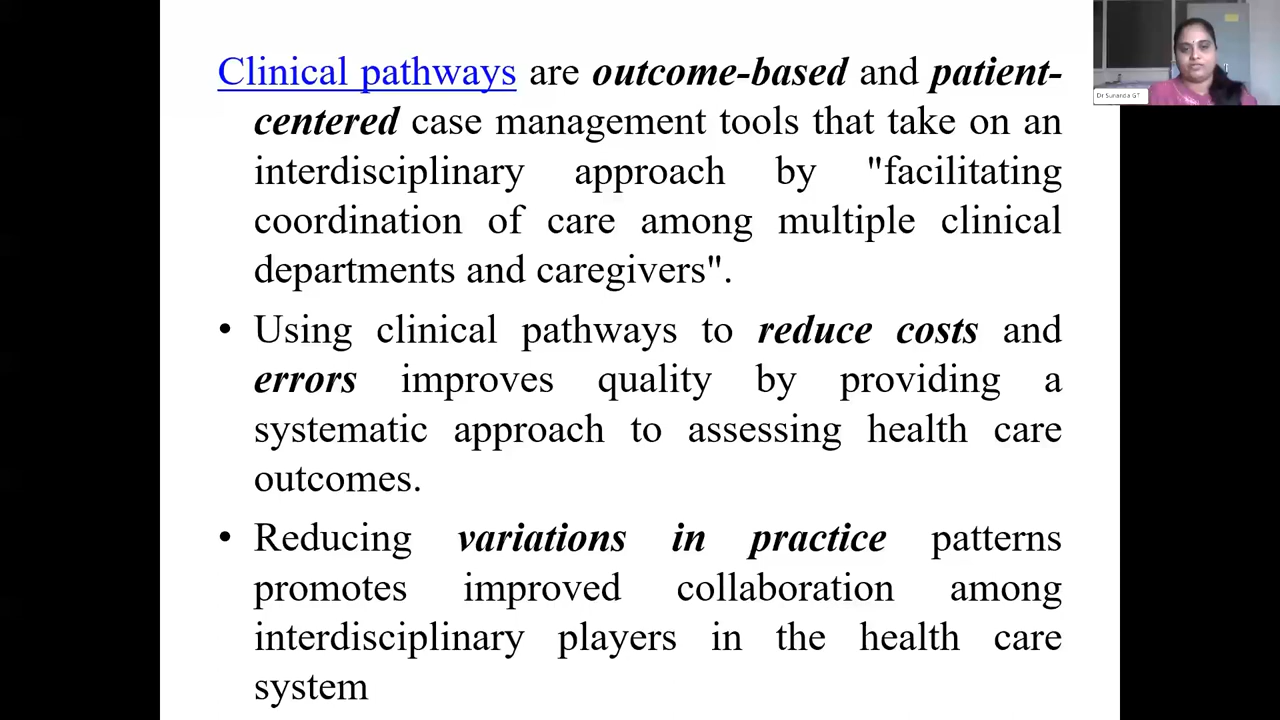 Clinical pathways are outcome-based and patient-
centered case management tools that take on an
interdisciplinary approach by "facilitating
coordination of care among multiple clinical
departments and caregivers".
• Using clinical pathways to reduce costs and
errors improves quality by providing a
systematic approach to assessing health care
outcomes.
• Reducing variations in practice patterns
promotes improved collaboration among
interdisciplinary players in the health care
system
Dr Sunanda GT